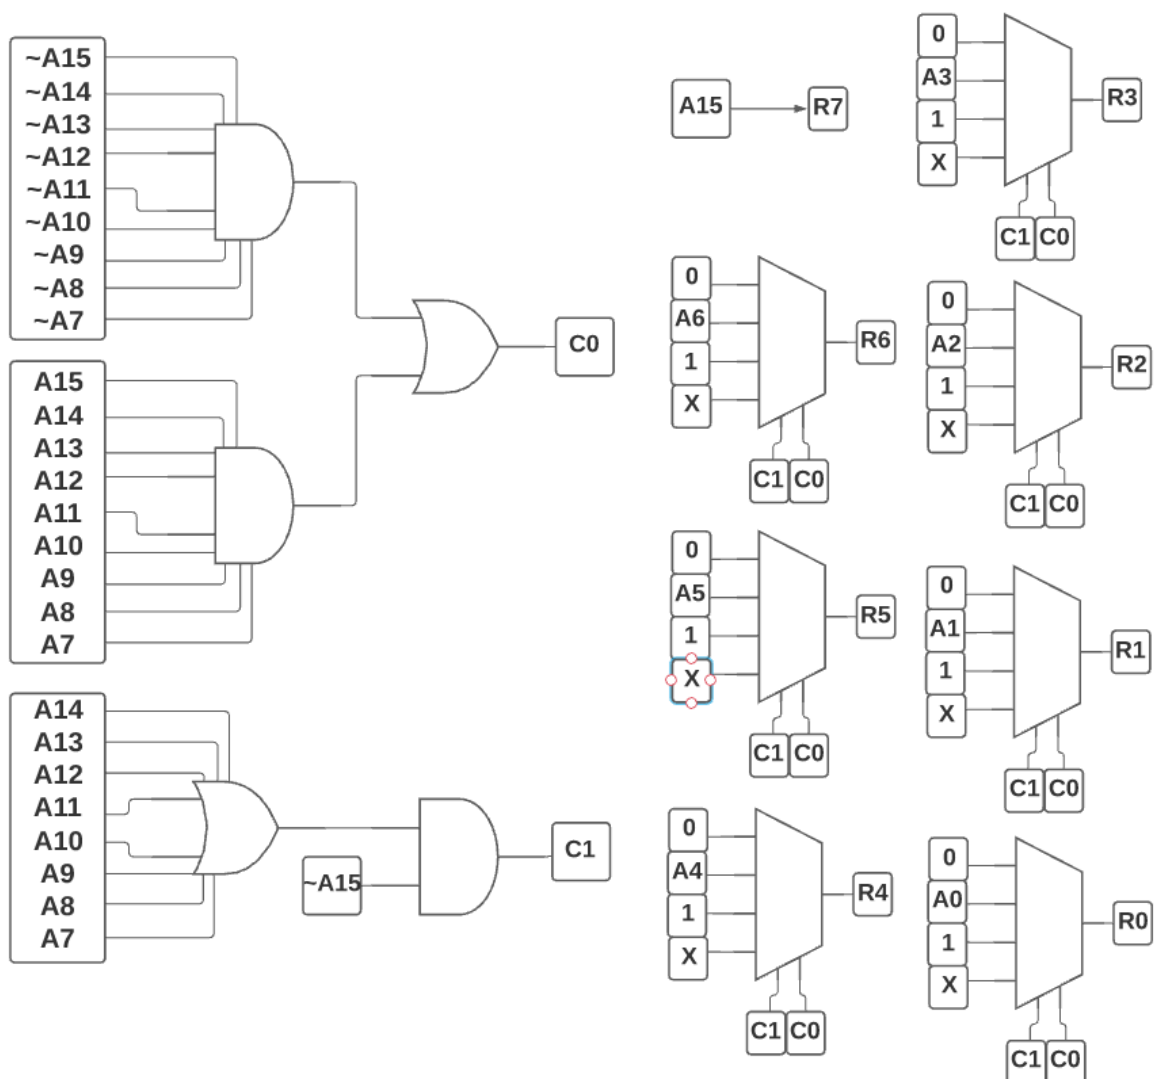 ~A15
~A14
~A13
~A12
~A11
~A10
~A9
~A8
~A7
C0
A15
A14
A13
A12
A11
A10
A9
A8
A7
A14
A13
A12
A11
A10
A9
A8
A7
~A15
C1
A15
R7
0
A6
1
X
R6
C1 C0
0
A5
1
X
R5
C1 C0
0
A4
1
X
R4
C1 C0
0
A3
1
X
R3
C1 C0
0
A2
1
X
R2
C1 C0
0
A1
1
X
R1
C1 C0
0
A0
1
X
R0
C1 C0